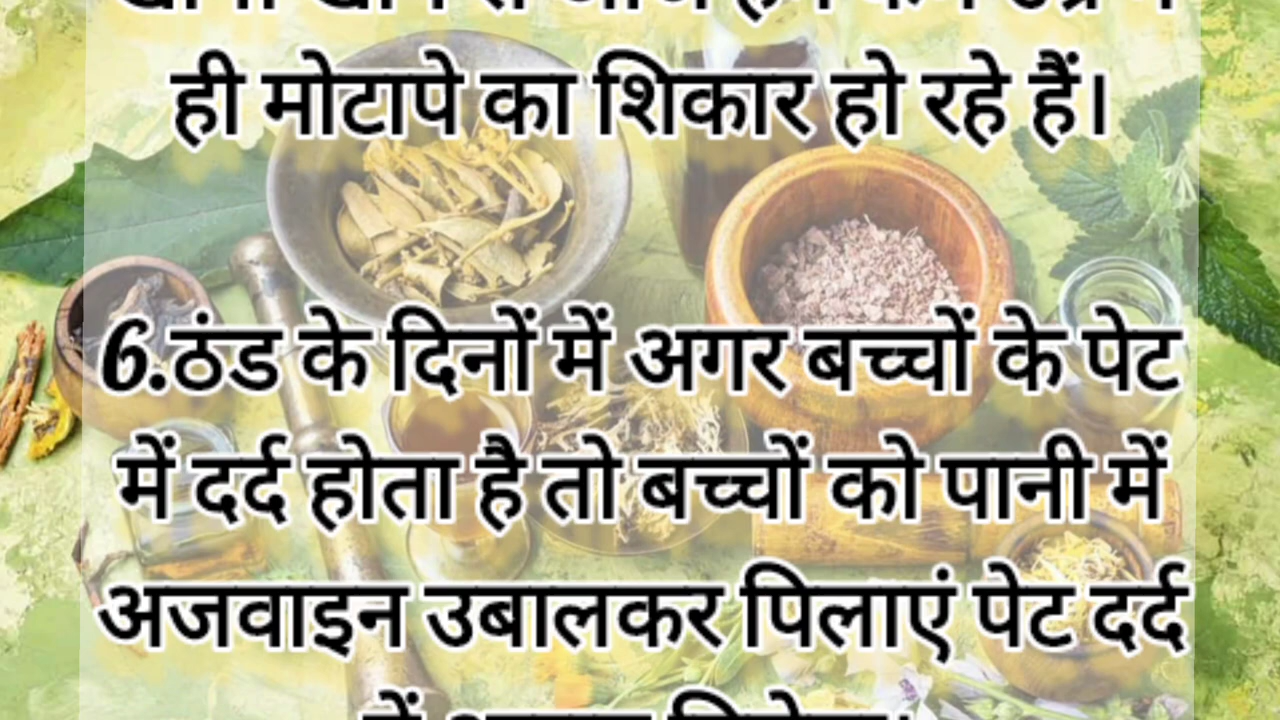 ही मोटापे का शिकार हो रहे हैं।
6.ठंड के दिनों में अगर बच्चों के पेट
में दर्द होता है तो बच्चों को पानी में
अजवाइन उबालकर पिलाएं पेट दर्द